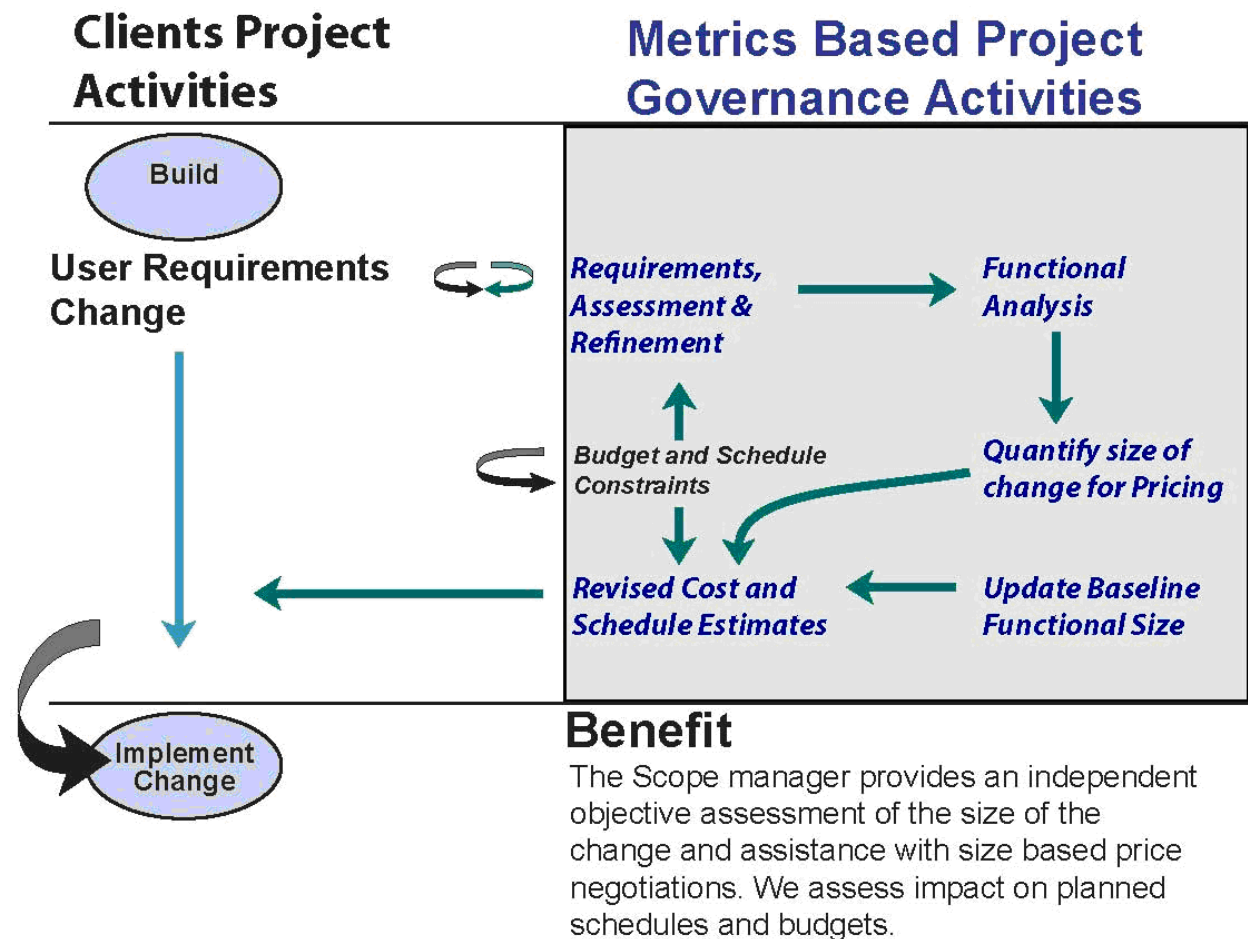 Clients Project
Activities
Metrics Based Project
Governance Activities
Build
User Requirements
Change
Requirements,
Assessment &
Refinement
Functional
Analysis
Budget and Schedule
Constraints
Quantify size of
change for Pricing
Revised Cost and
Schedule Estimates
Update Baseline
Functional Size
Implement
Change
Benefit
The Scope manager provides an independent
objective assessment of the size of the
change and assistance with size based price
negotiations. We assess impact on planned
schedules and budgets.